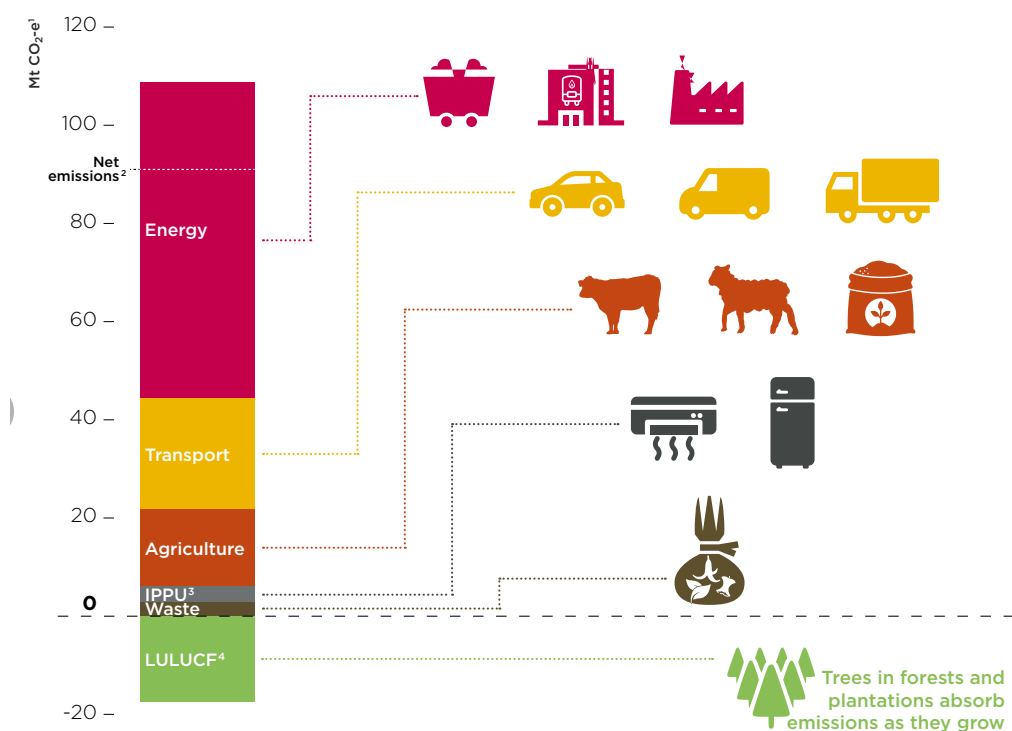 Mt CO₂-e¹
120
100
Net
emissions²
80
Energy
60
40
Transport
20
Agriculture
IPPU³
0
Waste
LULUCF⁴
-20
Trees in forests and
plantations absorb
emissions as they grow